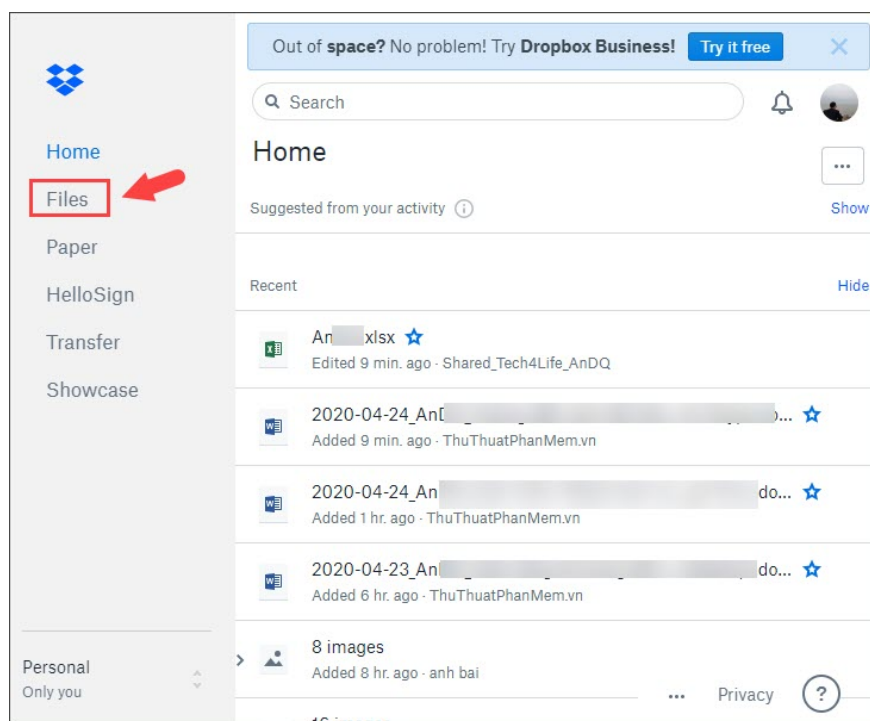 Out of space? No problem! Try Dropbox Business! Try it free
Search
Home
Files
Paper
HelloSign
Transfer
Showcase
Personal
Only you
Home
Suggested from your activity
Show
Recent
Hide
An xlsx
Edited 9 min. ago · Shared_Tech4Life_AnDQ
2020-04-24_An ...
Added 9 min. ago · ThuThuatPhanMem.vn
2020-04-24_An do...
Added 1 hr. ago · ThuThuatPhanMem.vn
2020-04-23_An do...
Added 6 hr. ago · ThuThuatPhanMem.vn
8 images
Added 8 hr. ago · anh bai
... Privacy ?